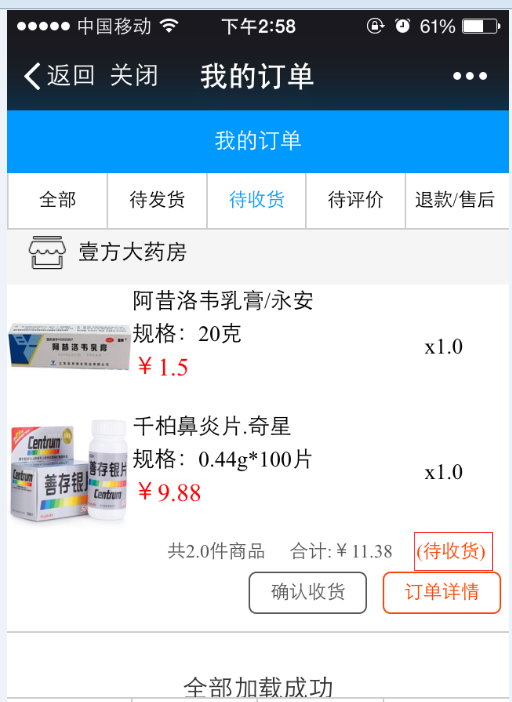 中国移动 下午2:58 61%
返回 关闭 我的订单
我的订单
全部 待发货 待收货 待评价 退款/售后
壹方大药房
阿昔洛韦乳膏/永安
规格：20克
x1.0
￥1.5
阿昔洛韦乳膏
千柏鼻炎片.奇星
规格：0.44g*100片
x1.0
￥9.88
Centrum
善存银片
善存银片
Centrum
共2.0件商品 合计:￥11.38 (待收货)
确认收货 订单详情
全部加载成功